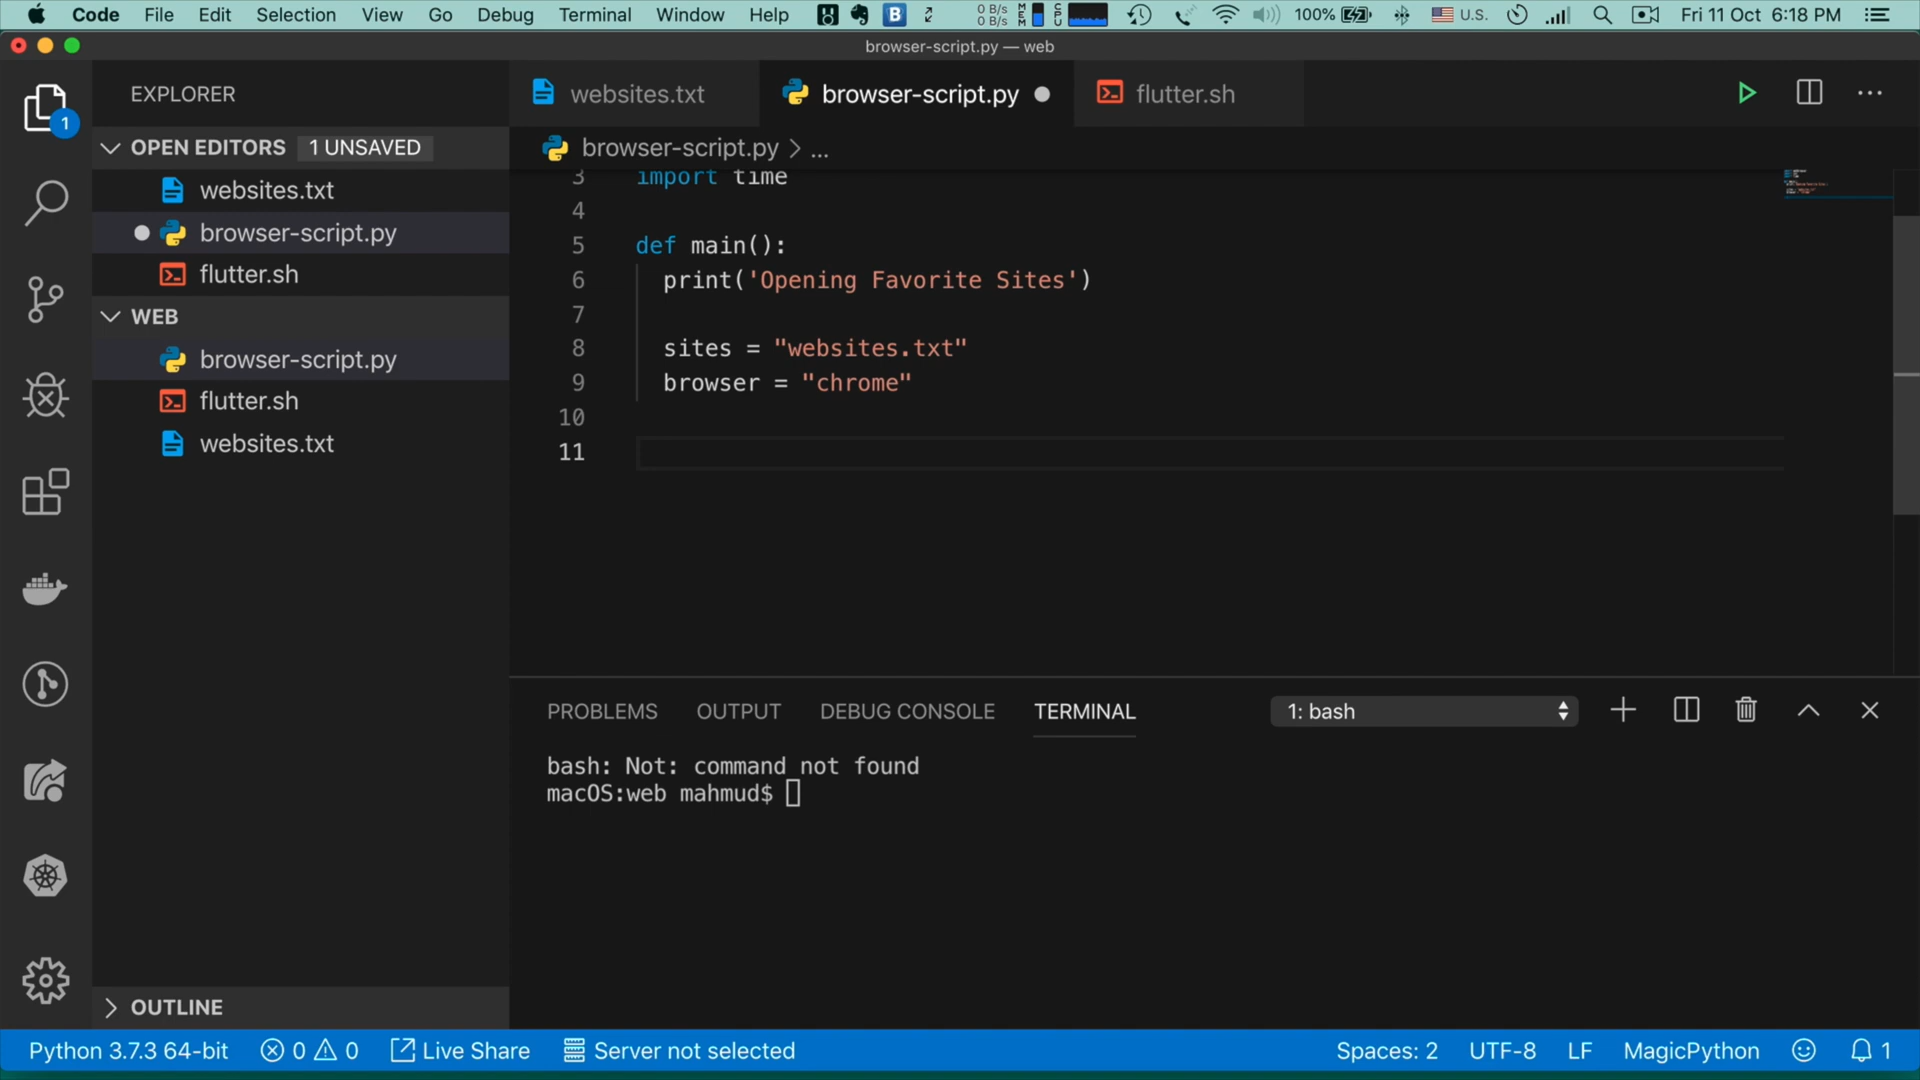 Code File Edit Selection View Go Debug Terminal Window Help B 0 B/s 0 B/s MEM CPU 100% U.S. Fri 11 Oct 6:18 PM
browser-script.py — web
EXPLORER
1
OPEN EDITORS 1 UNSAVED
websites.txt
browser-script.py
flutter.sh
WEB
browser-script.py
flutter.sh
websites.txt
OUTLINE
websites.txt browser-script.py flutter.sh
browser-script.py > ...
3 import time
4
5 def main():
6 print('Opening Favorite Sites')
7
8 sites = "websites.txt"
9 browser = "chrome"
10
11
PROBLEMS OUTPUT DEBUG CONSOLE TERMINAL 1: bash
bash: Not: command not found
macOS:web mahmud$
Python 3.7.3 64-bit 0 0 Live Share Server not selected Spaces: 2 UTF-8 LF MagicPython 1